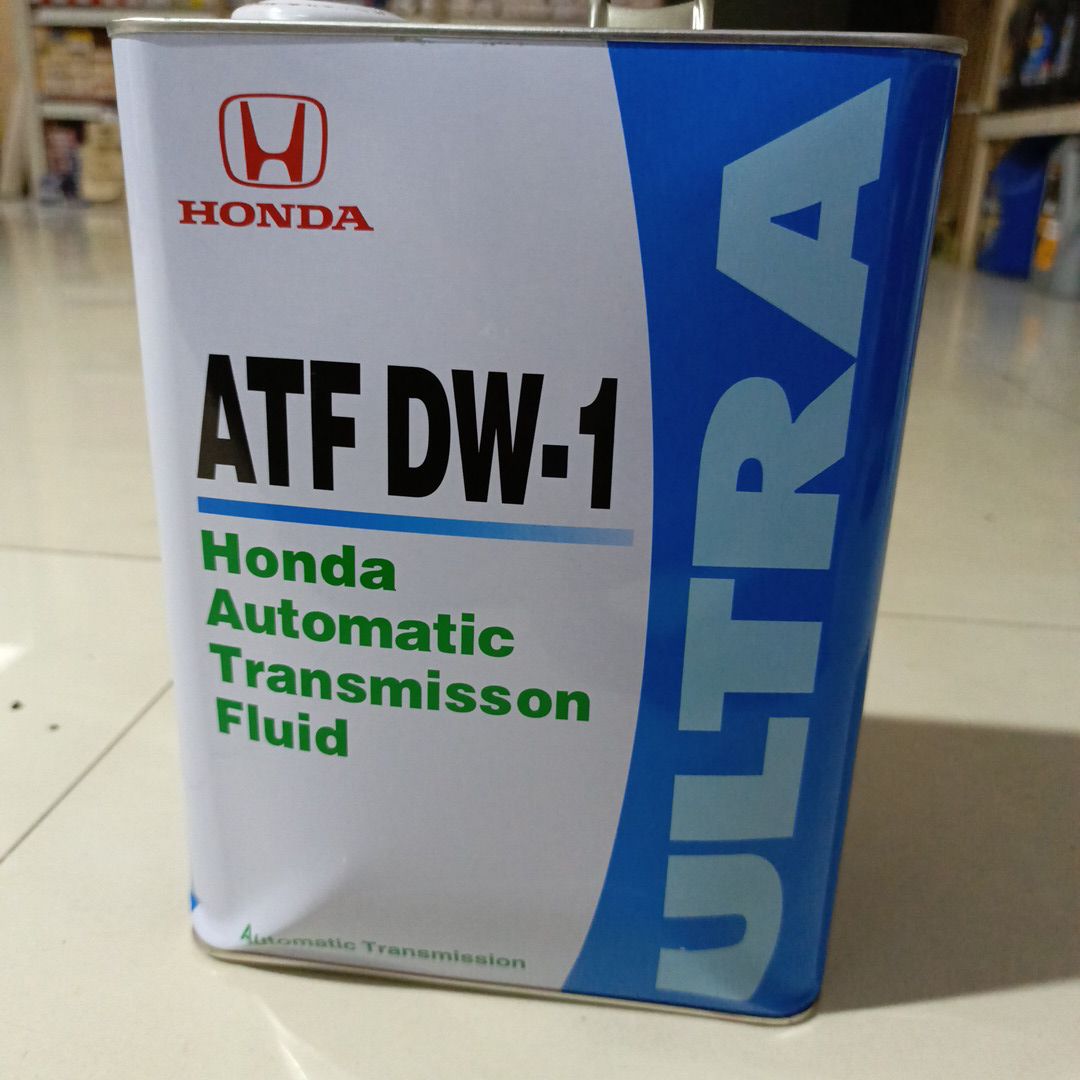 HONDA
ATF DW-1
Honda
Automatic
Transmisson
Fluid
Automatic Transmission
ULTRA